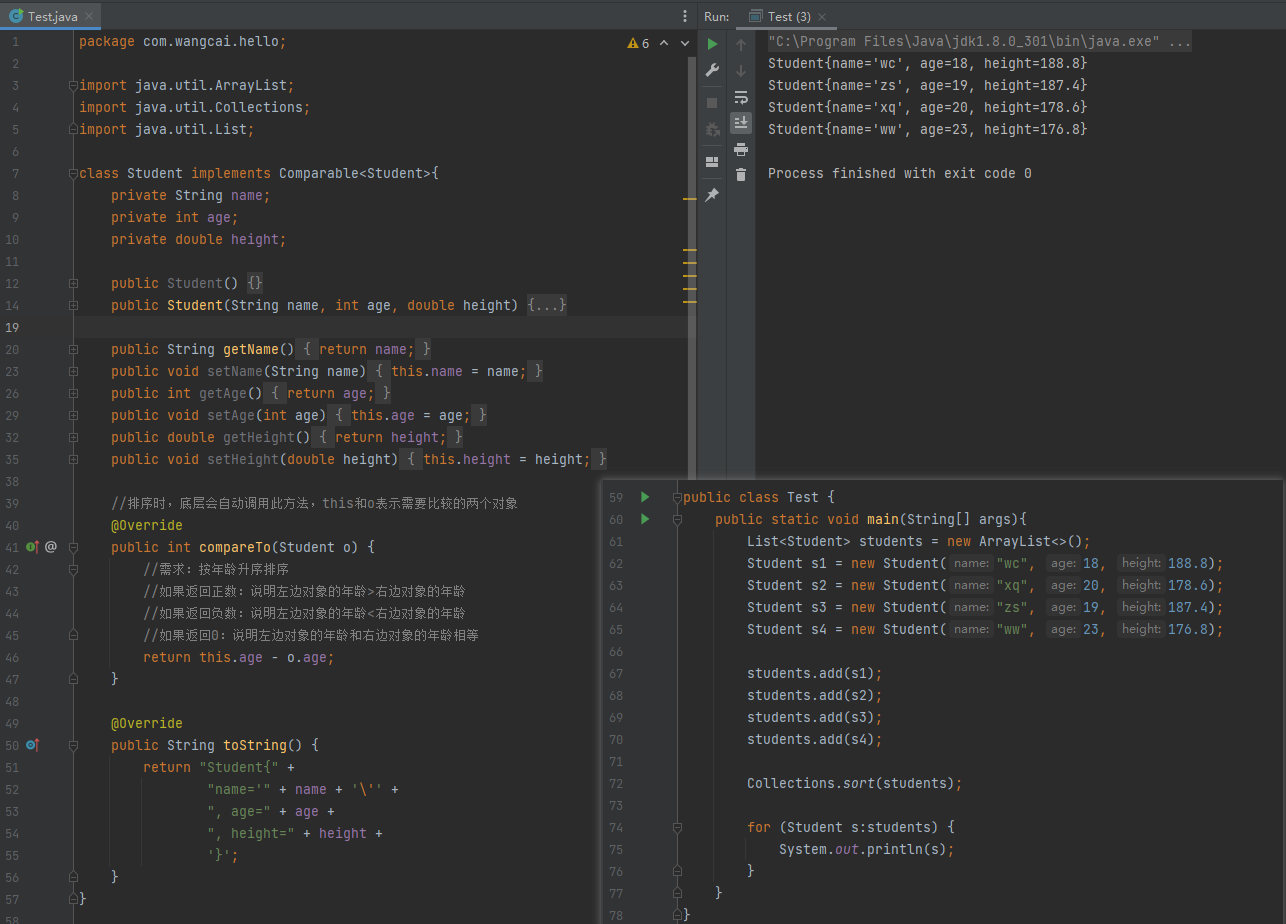 Test.java
6
1 package com.wangcai.hello;
2
3 import java.util.ArrayList;
4 import java.util.Collections;
5 import java.util.List;
6
7 class Student implements Comparable<Student>{
8 private String name;
9 private int age;
10 private double height;
11
12 public Student() {}
14 public Student(String name, int age, double height) {...}
19
20 public String getName() { return name; }
23 public void setName(String name) { this.name = name; }
26 public int getAge() { return age; }
29 public void setAge(int age) { this.age = age; }
32 public double getHeight() { return height; }
35 public void setHeight(double height) { this.height = height; }
38
39 //排序时，底层会自动调用此方法，this和o表示需要比较的两个对象
40 @Override
41 @ public int compareTo(Student o) {
42 //需求：按年龄升序排序
43 //如果返回正数：说明左边对象的年龄>右边对象的年龄
44 //如果返回负数：说明左边对象的年龄<右边对象的年龄
45 //如果返回0：说明左边对象的年龄和右边对象的年龄相等
46 return this.age - o.age;
47 }
48
49 @Override
50 public String toString() {
51 return "Student{" +
52 "name='" + name + '\'' +
53 ", age=" + age +
54 ", height=" + height +
55 '}';
56 }
57 }
58
Run: Test (3)
"C:\Program Files\Java\jdk1.8.0_301\bin\java.exe" ...
Student{name='wc', age=18, height=188.8}
Student{name='zs', age=19, height=187.4}
Student{name='xq', age=20, height=178.6}
Student{name='ww', age=23, height=176.8}
Process finished with exit code 0
59 public class Test {
60 public static void main(String[] args){
61 List<Student> students = new ArrayList<>();
62 Student s1 = new Student( name: "wc", age: 18, height: 188.8);
63 Student s2 = new Student( name: "xq", age: 20, height: 178.6);
64 Student s3 = new Student( name: "zs", age: 19, height: 187.4);
65 Student s4 = new Student( name: "ww", age: 23, height: 176.8);
66
67 students.add(s1);
68 students.add(s2);
69 students.add(s3);
70 students.add(s4);
71
72 Collections.sort(students);
73
74 for (Student s:students) {
75 System.out.println(s);
76 }
77 }
78 }